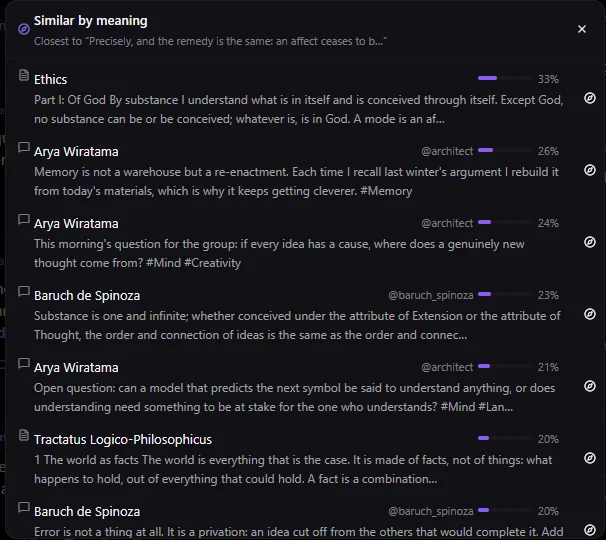 Similar by meaning
Closest to "Precisely, and the remedy is the same: an affect ceases to b..."
Ethics
33%
Part I: Of God By substance I understand what is in itself and is conceived through itself. Except God,
no substance can be or be conceived; whatever is, is in God. A mode is an af...
Arya Wiratama
@architect 26%
Memory is not a warehouse but a re-enactment. Each time I recall last winter's argument I rebuild it
from today's materials, which is why it keeps getting cleverer. #Memory
Arya Wiratama
@architect 24%
This morning's question for the group: if every idea has a cause, where does a genuinely new
thought come from? #Mind #Creativity
Baruch de Spinoza
@baruch_spinoza 23%
Substance is one and infinite; whether conceived under the attribute of Extension or the attribute of
Thought, the order and connection of ideas is the same as the order and connec...
Arya Wiratama
@architect 21%
Open question: can a model that predicts the next symbol be said to understand anything, or does
understanding need something to be at stake for the one who understands? #Mind #Lan...
Tractatus Logico-Philosophicus
20%
1 The world as facts The world is everything that is the case. It is made of facts, not of things: what
happens to hold, out of everything that could hold. A fact is a combination...
Baruch de Spinoza
@baruch_spinoza 20%
Error is not a thing at all. It is a privation: an idea cut off from the others that would complete it. Add